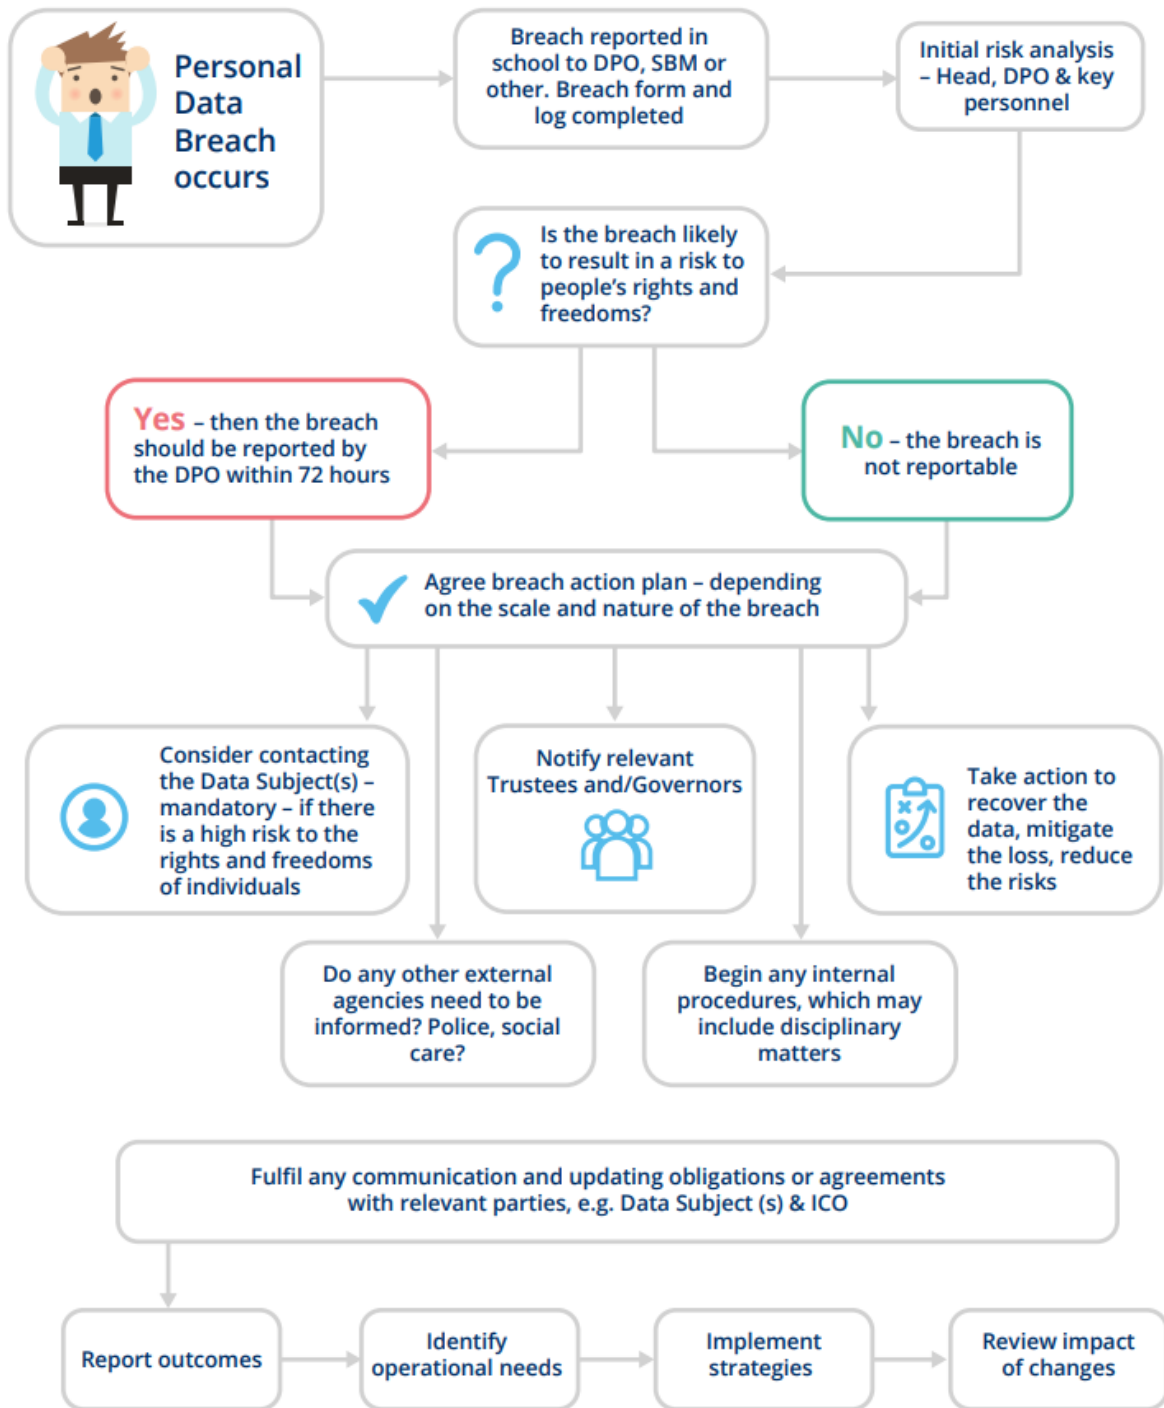 Personal
Data
Breach
occurs
Breach reported in
school to DPO, SBM or
other. Breach form and
log completed
Initial risk analysis
– Head, DPO & key
personnel
?
Is the breach likely
to result in a risk to
people's rights and
freedoms?
Yes – then the breach
should be reported by
the DPO within 72 hours
No – the breach is
not reportable
Agree breach action plan – depending
on the scale and nature of the breach
Consider contacting
the Data Subject(s) –
mandatory – if there
is a high risk to the
rights and freedoms
of individuals
Notify relevant
Trustees and/Governors
Take action to
recover the
data, mitigate
the loss, reduce
the risks
Do any other external
agencies need to be
informed? Police, social
care?
Begin any internal
procedures, which may
include disciplinary
matters
Fulfil any communication and updating obligations or agreements
with relevant parties, e.g. Data Subject (s) & ICO
Report outcomes
Identify
operational needs
Implement
strategies
Review impact
of changes